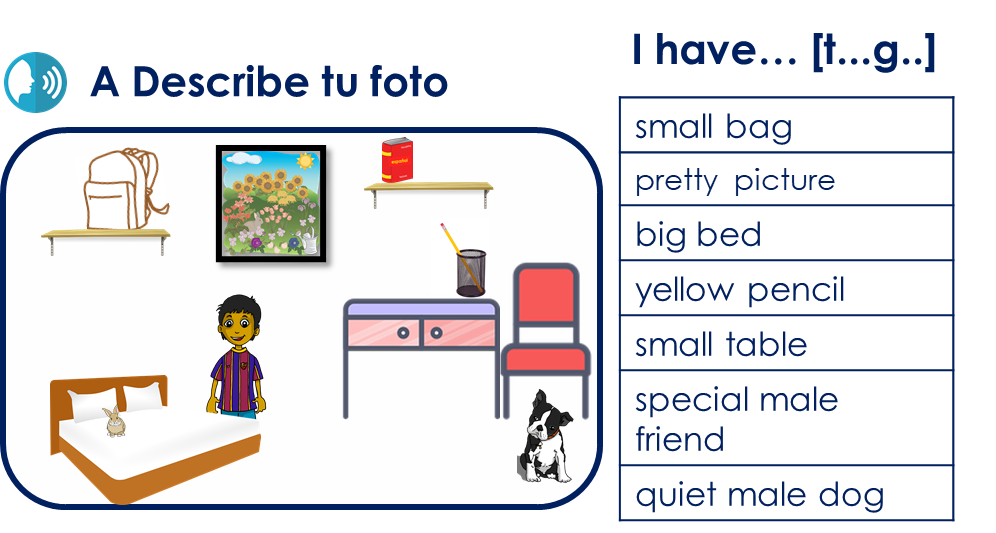 A Describe tu foto
español
I have… [t...g..]
small bag
pretty picture
big bed
yellow pencil
small table
special male
friend
quiet male dog